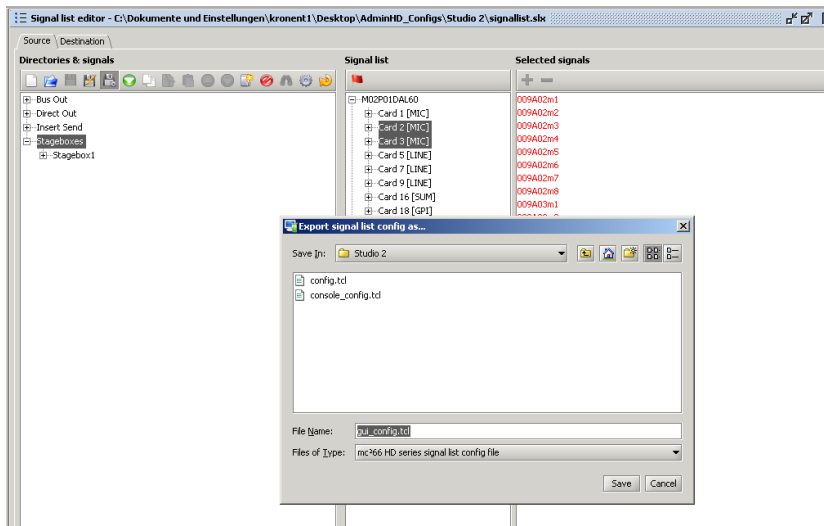 Signal list editor - C:\Dokumente und Einstellungen\kronent1\Desktop\AdminHD_Configs\Studio 2\signallist.slx
Source Destination
Directories & signals
Bus Out
Direct Out
Insert Send
Stageboxes
Stagebox1
Signal list
M02P01DAL60
Card 1 [MIC]
Card 2 [MIC]
Card 3 [MIC]
Card 5 [LINE]
Card 7 [LINE]
Card 9 [LINE]
Card 16 [SUM]
Card 18 [GPI]
Selected signals
009A02m1
009A02m2
009A02m3
009A02m4
009A02m5
009A02m6
009A02m7
009A02m8
009A03m1
Export signal list config as...
Save In: Studio 2
config.tcl
console_config.tcl
File Name: gui_config.tcl
Files of Type: mc²66 HD series signal list config file
Save Cancel